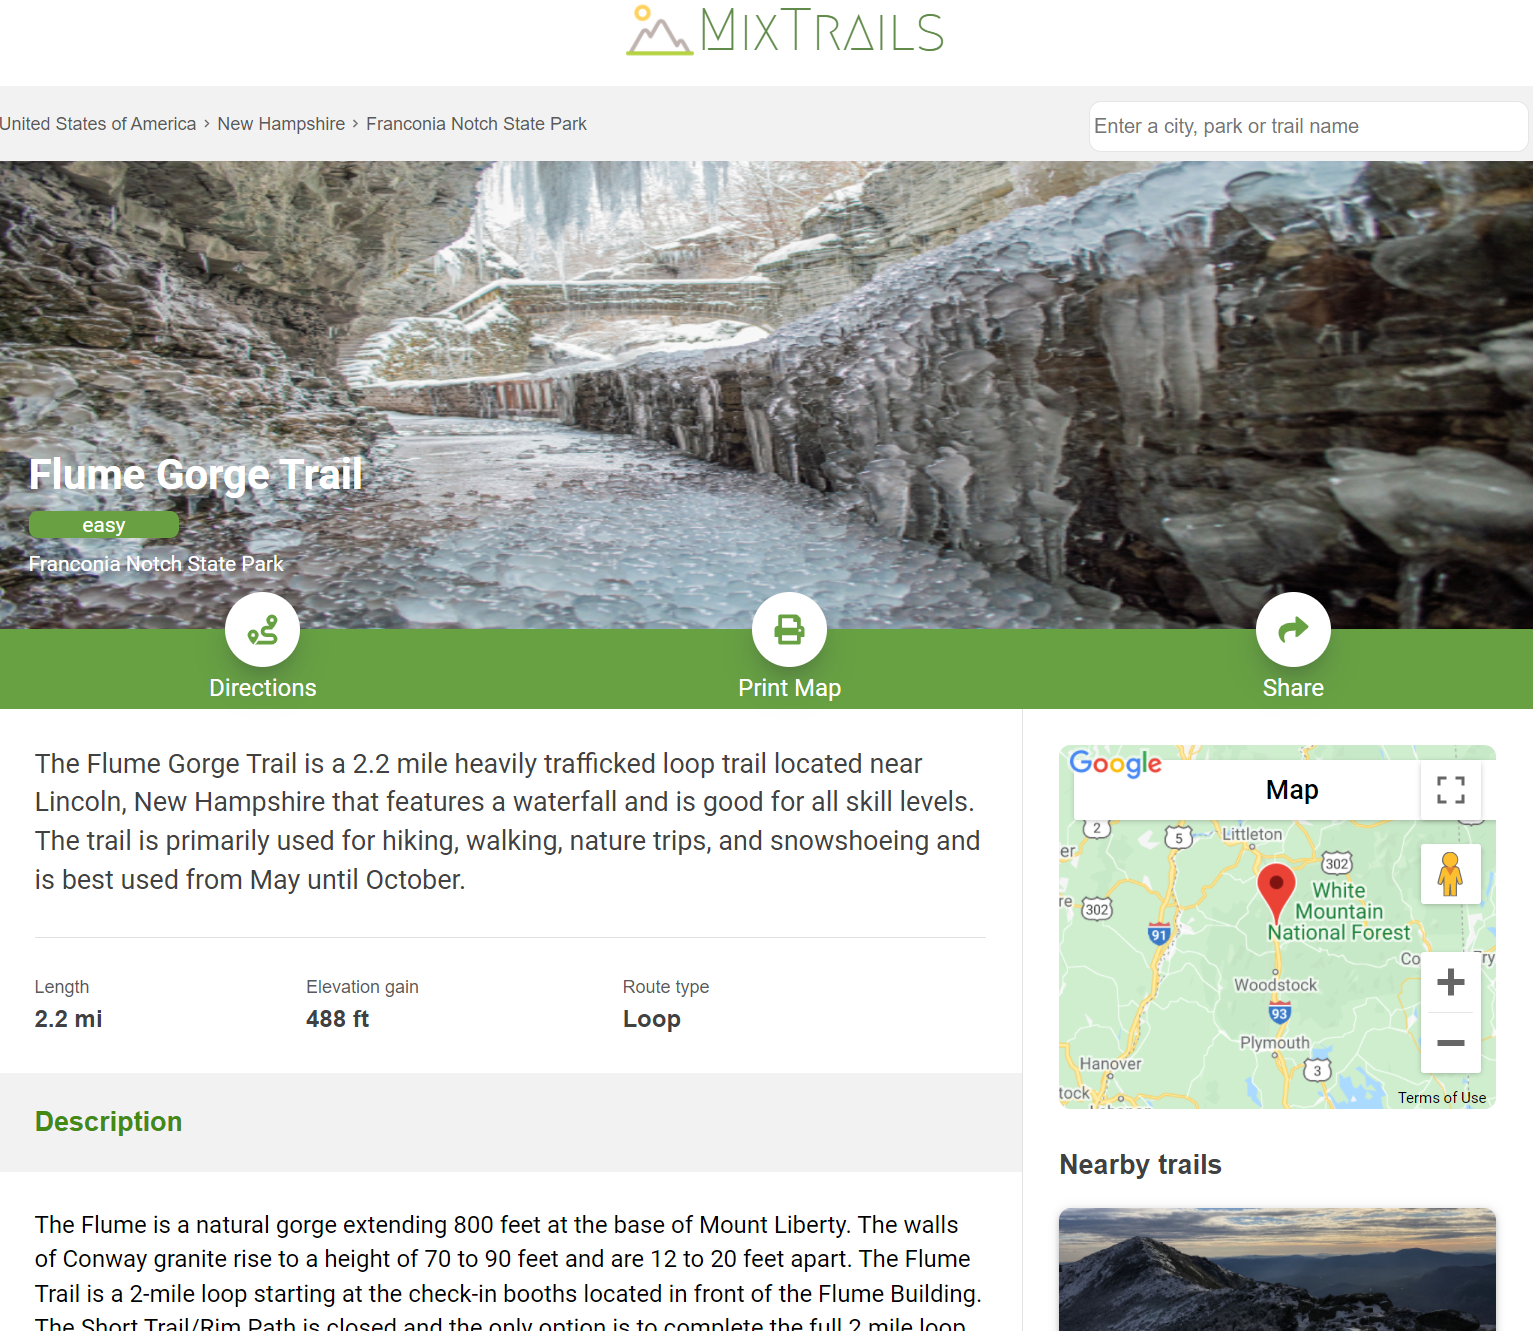 MixTrails
United States of America › New Hampshire › Franconia Notch State Park
Enter a city, park or trail name
Flume Gorge Trail
easy
Franconia Notch State Park
Directions
Print Map
Share
The Flume Gorge Trail is a 2.2 mile heavily trafficked loop trail located near
Lincoln, New Hampshire that features a waterfall and is good for all skill levels.
The trail is primarily used for hiking, walking, nature trips, and snowshoeing and
is best used from May until October.
Length
2.2 mi
Elevation gain
488 ft
Route type
Loop
Description
The Flume is a natural gorge extending 800 feet at the base of Mount Liberty. The walls
of Conway granite rise to a height of 70 to 90 feet and are 12 to 20 feet apart. The Flume
Trail is a 2-mile loop starting at the check-in booths located in front of the Flume Building.
The Short Trail/Rim Path is closed and the only option is to complete the full 2 mile loop
Google
Map
2
5
Littleton
er
302
White
Mountain
National Forest
re
302
91
Co
ry
Woodstock
93
Plymouth
Hanover
3
tock
Terms of Use
Nearby trails